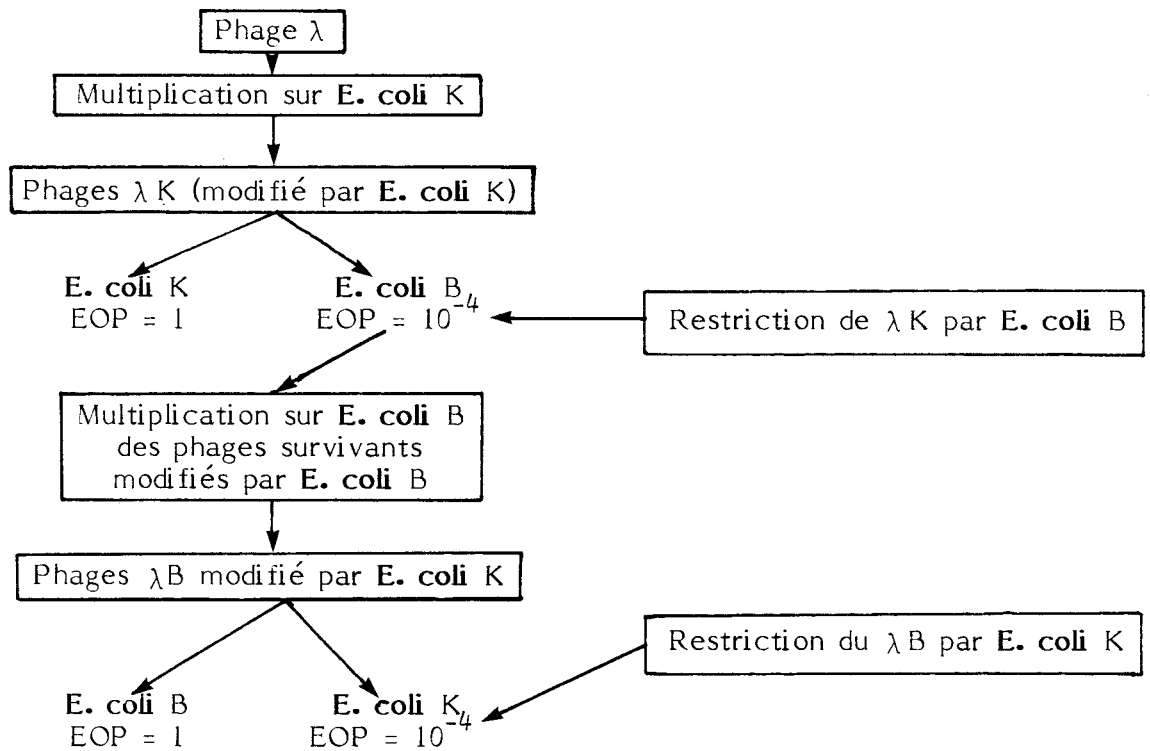 Phage λ
Multiplication sur E. coli K
Phages λ K (modifié par E. coli K)
E. coli K
EOP = 1
E. coli B
EOP = 10⁻⁴
Restriction de λ K par E. coli B
Multiplication sur E. coli B
des phages survivants
modifiés par E. coli B
Phages λB modifié par E. coli K
Restriction du λ B par E. coli K
E. coli B
EOP = 1
E. coli K
EOP = 10⁻⁴